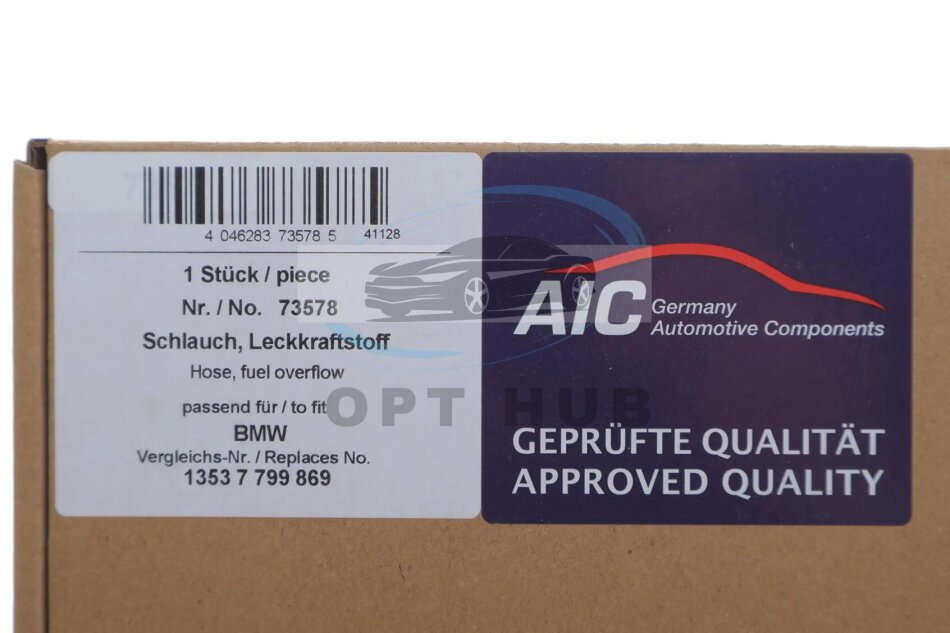 4 046283 73578 5
41128
1 Stück / piece
Nr. / No. 73578
Schlauch, Leckkraftstoff
Hose, fuel overflow
passend für / to fit
BMW
Vergleichs-Nr. / Replaces No.
1353 7 799 869
AiC Germany
Automotive Components
GEPRÜFTE QUALITÄT
APPROVED QUALITY
OPT HUB